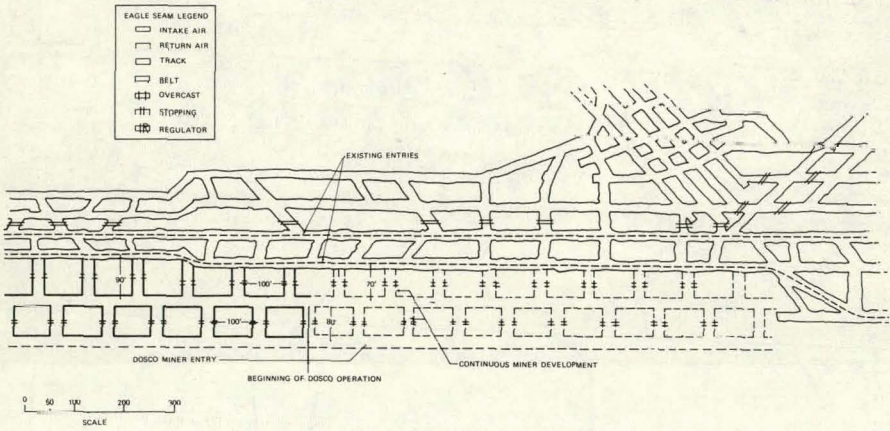 EAGLE SEAM LEGEND
INTAKE AIR
RETURN AIR
TRACK
BELT
OVERCAST
STOPPING
REGULATOR
EXISTING ENTRIES
90'
100'
70'
100'
80'
DOSCO MINER ENTRY
CONTINUOUS MINER DEVELOPMENT
BEGINNING OF DOSCO OPERATION
0 50 100 200 300
SCALE